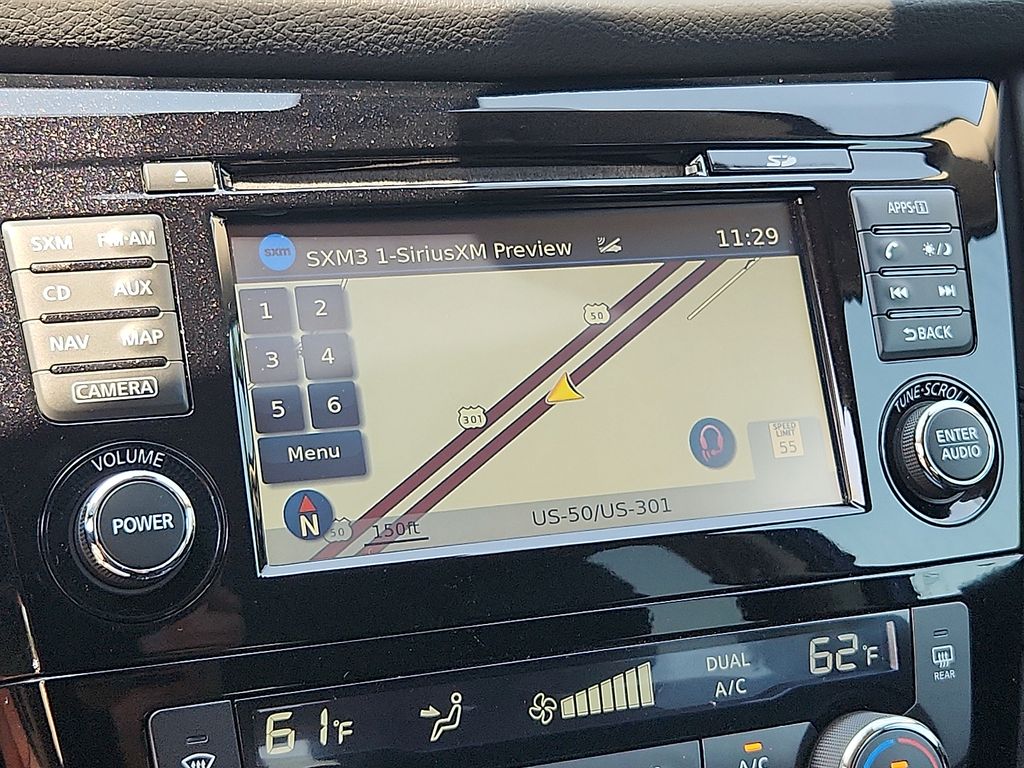 SD
SXM FM·AM
CD AUX
NAV MAP
CAMERA
VOLUME
POWER
sxm SXM3 1-SiriusXM Preview 11:29
1 2
3 4
5 6
Menu
50
301
SPEED
LIMIT
55
N
50
150ft
US-50/US-301
APPS·i
BACK
TUNE·SCROLL
ENTER
AUDIO
61°F
DUAL
A/C
62°F
REAR
A/C